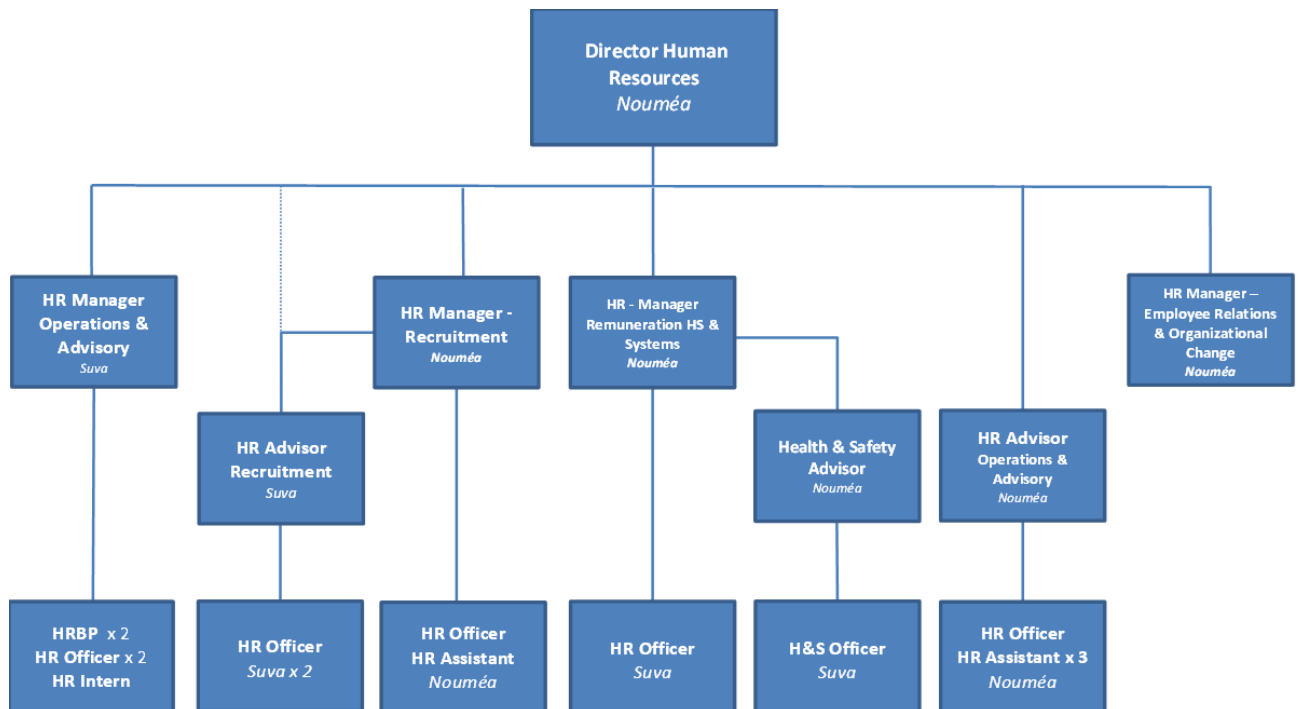 Director Human
Resources
Nouméa
HR Manager
Operations &
Advisory
Suva
HR Manager -
Recruitment
Nouméa
HR - Manager
Remuneration HS &
Systems
Nouméa
HR Manager –
Employee Relations
& Organizational
Change
Nouméa
HR Advisor
Recruitment
Suva
Health & Safety
Advisor
Nouméa
HR Advisor
Operations &
Advisory
Nouméa
HRBP x 2
HR Officer x 2
HR Intern
HR Officer
Suva x 2
HR Officer
HR Assistant
Nouméa
HR Officer
Suva
H&S Officer
Suva
HR Officer
HR Assistant x 3
Nouméa